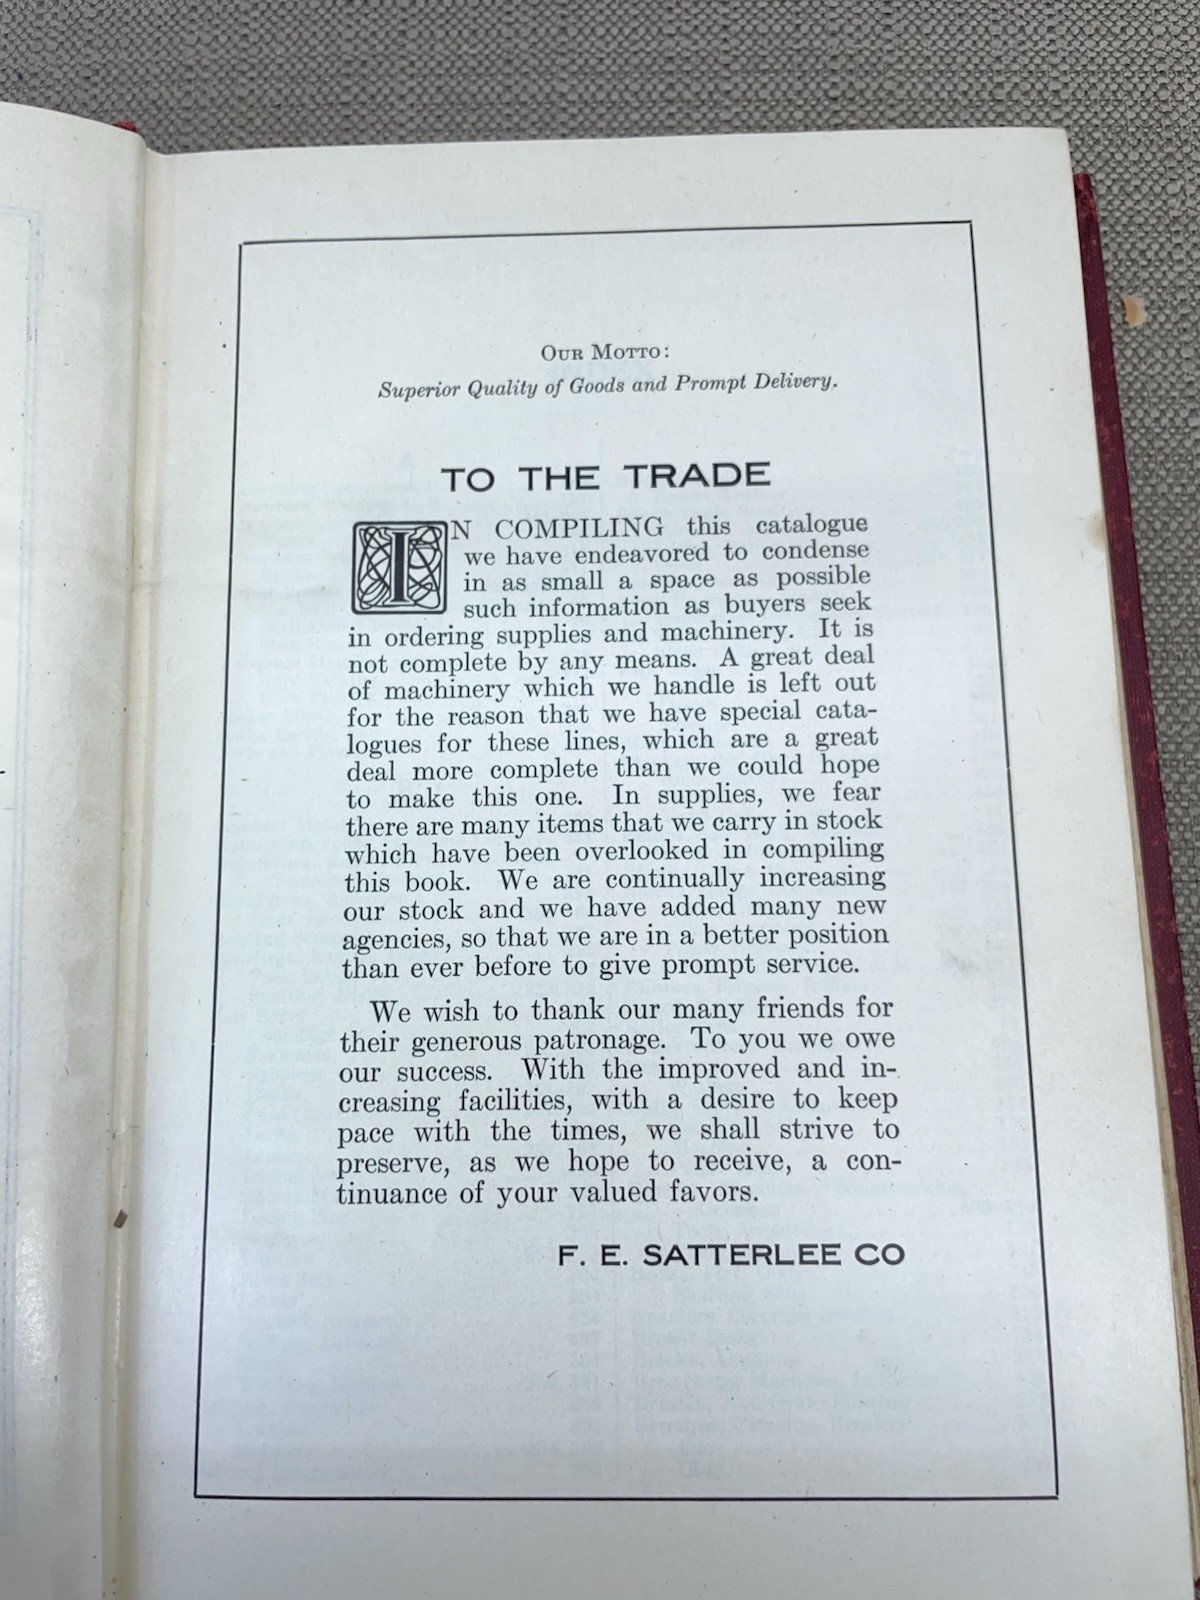 OUR MOTTO:
Superior Quality of Goods and Prompt Delivery.
TO THE TRADE
IN COMPILING this catalogue
we have endeavored to condense
in as small a space as possible
such information as buyers seek
in ordering supplies and machinery. It is
not complete by any means. A great deal
of machinery which we handle is left out
for the reason that we have special cata-
logues for these lines, which are a great
deal more complete than we could hope
to make this one. In supplies, we fear
there are many items that we carry in stock
which have been overlooked in compiling
this book. We are continually increasing
our stock and we have added many new
agencies, so that we are in a better position
than ever before to give prompt service.
We wish to thank our many friends for
their generous patronage. To you we owe
our success. With the improved and in-
creasing facilities, with a desire to keep
pace with the times, we shall strive to
preserve, as we hope to receive, a con-
tinuance of your valued favors.
F. E. SATTERLEE CO